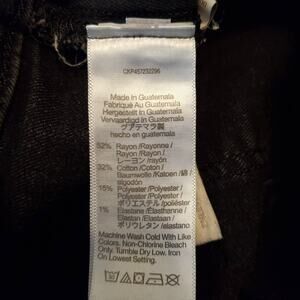 CKP457232296
Made In Guatemala
Fabriqué Au Guatemala
Hergestellt In Guatemala
Vervaardigd In Guatemala
グアテマラ製
hecho en guatemala
52% Rayon/Rayonne/
Rayon/Rayon/
レーヨン/rayón
32% Cotton/Coton/
Baumwolle/Katoen/綿/
algodón
15% Polyester/Polyester/
Polyester/Polyester/
ポリエステル/poliéster
1% Elastane/Élasthanne/
Elastan/Elastaan/
ポリウレタン/elastano
Machine Wash Cold With Like
Colors. Non-Chlorine Bleach
Only. Tumble Dry Low. Iron
On Lowest Setting.